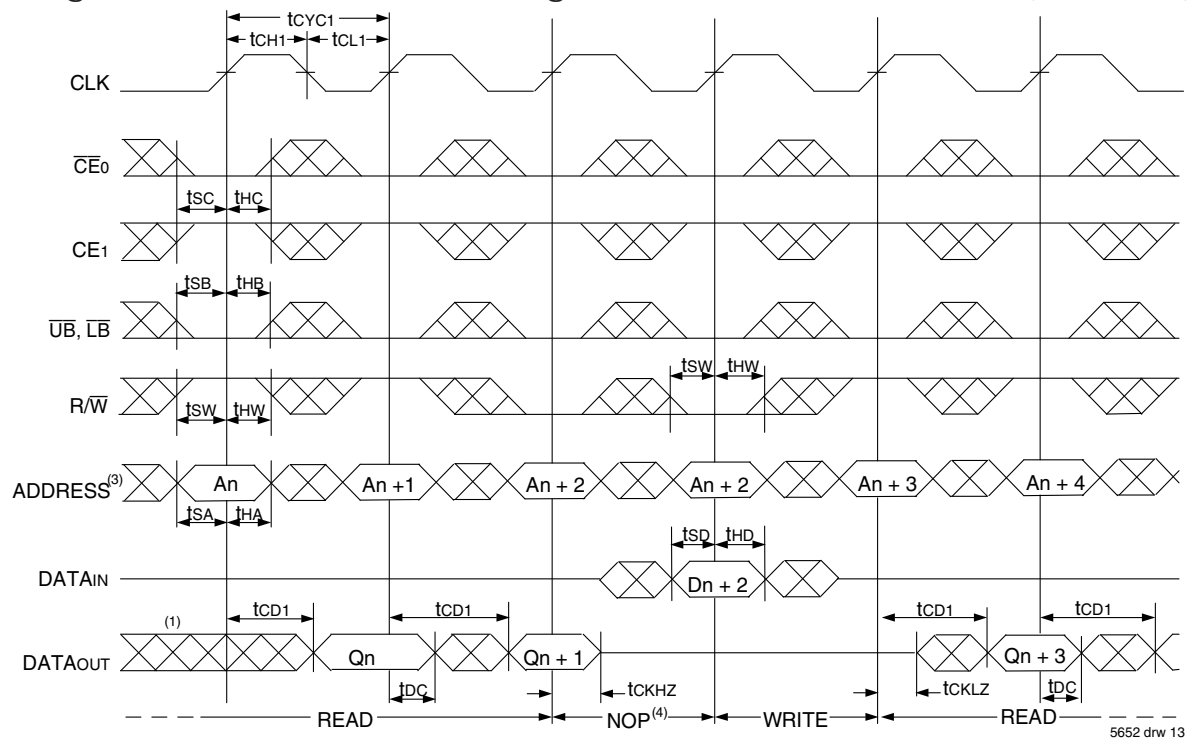 tCYC1
tCH1 tCL1
CLK
CE0
tSC tHC
CE1
tSB tHB
UB, LB
tSW tHW
R/W
tSW tHW
ADDRESS(3) An An +1 An + 2 An + 2 An + 3 An + 4
tSA tHA
tSD tHD
DATAIN Dn + 2
tCD1 tCD1 tCD1 tCD1
(1)
DATAOUT Qn Qn + 1 Qn + 3
tDC tCKHZ tCKLZ tDC
READ NOP(4) WRITE READ
5652 drw 13